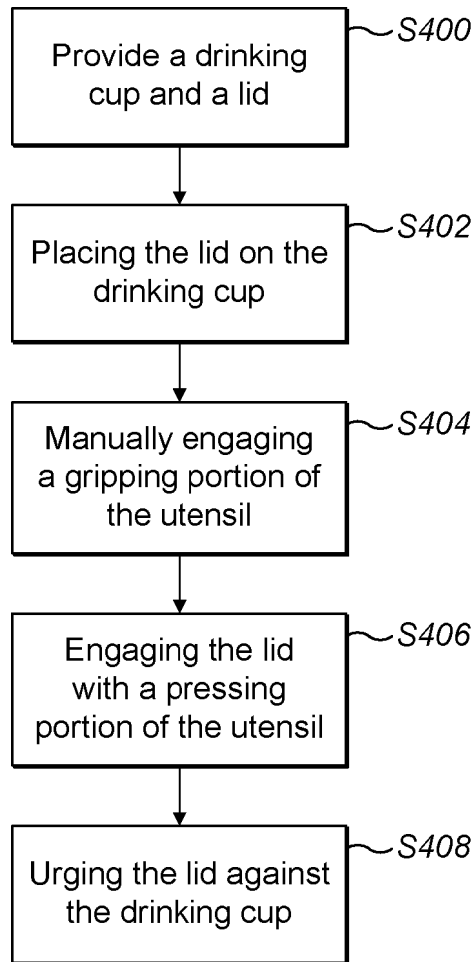 S400
Provide a drinking
cup and a lid
S402
Placing the lid on the
drinking cup
S404
Manually engaging
a gripping portion of
the utensil
S406
Engaging the lid
with a pressing
portion of the utensil
S408
Urging the lid against
the drinking cup